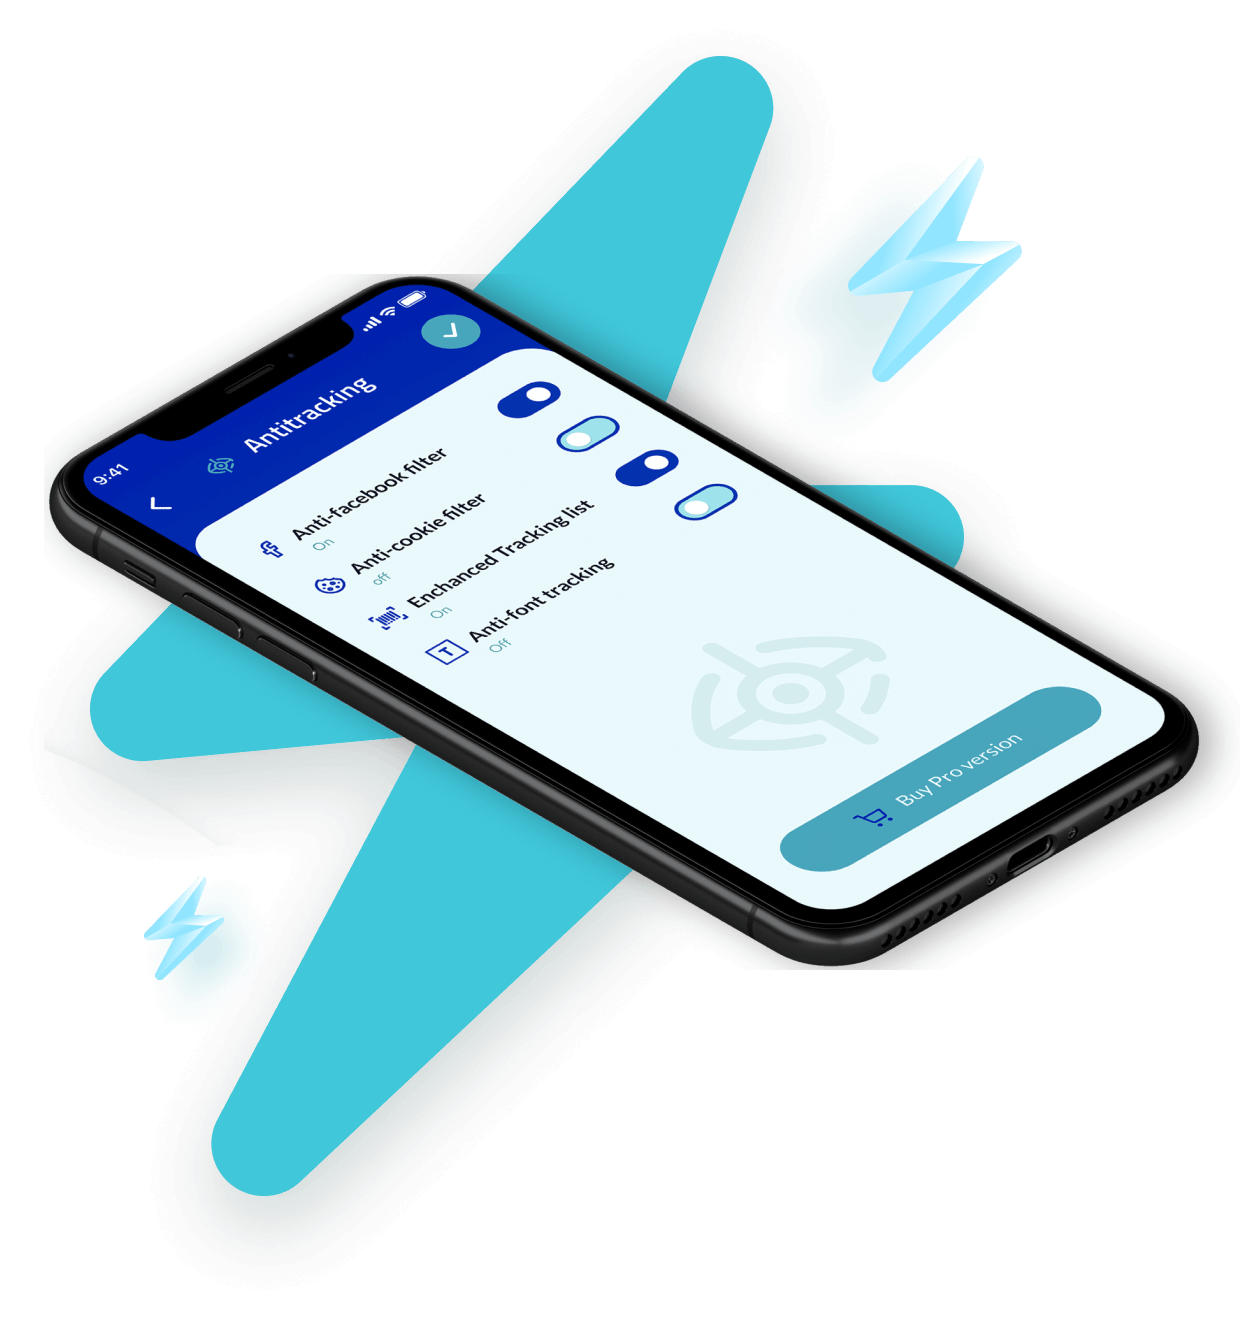 9:41
Antitracking
Anti-facebook filter
On
Anti-cookie filter
off
Enchanced Tracking list
On
T
Anti-font tracking
Off
Buy Pro version